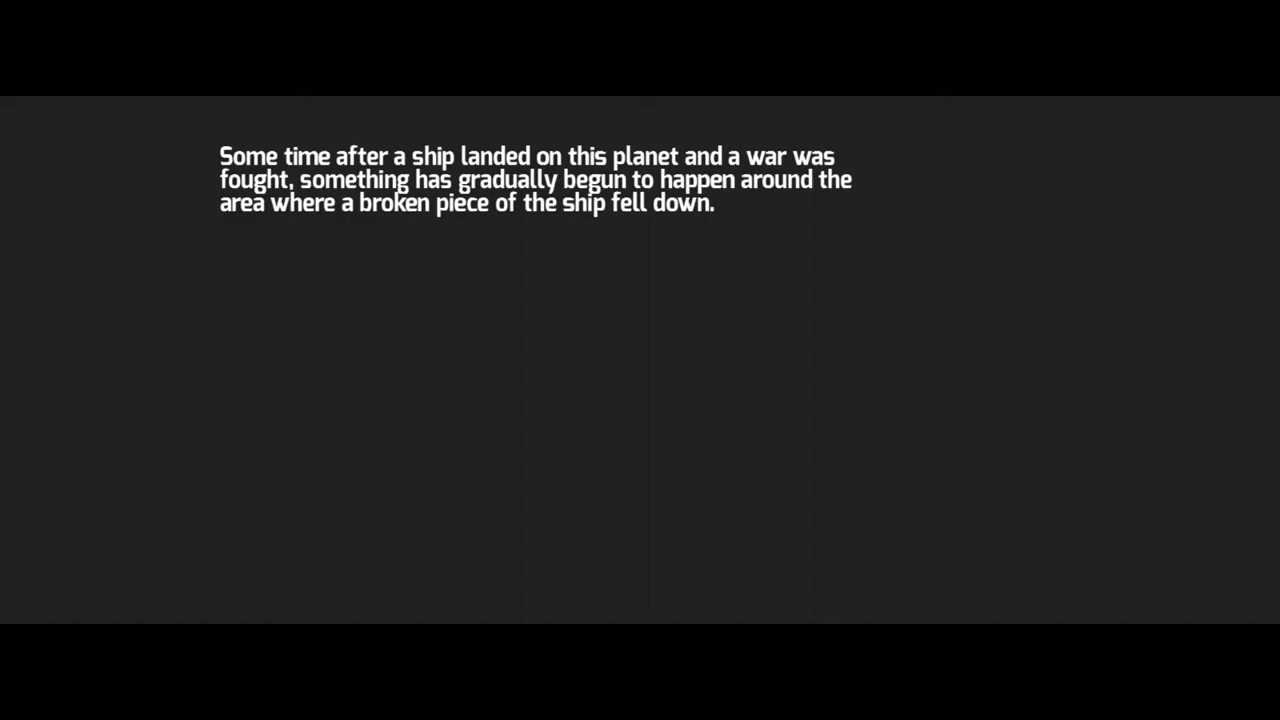 Some time after a ship landed on this planet and a war was
fought, something has gradually begun to happen around the
area where a broken piece of the ship fell down.